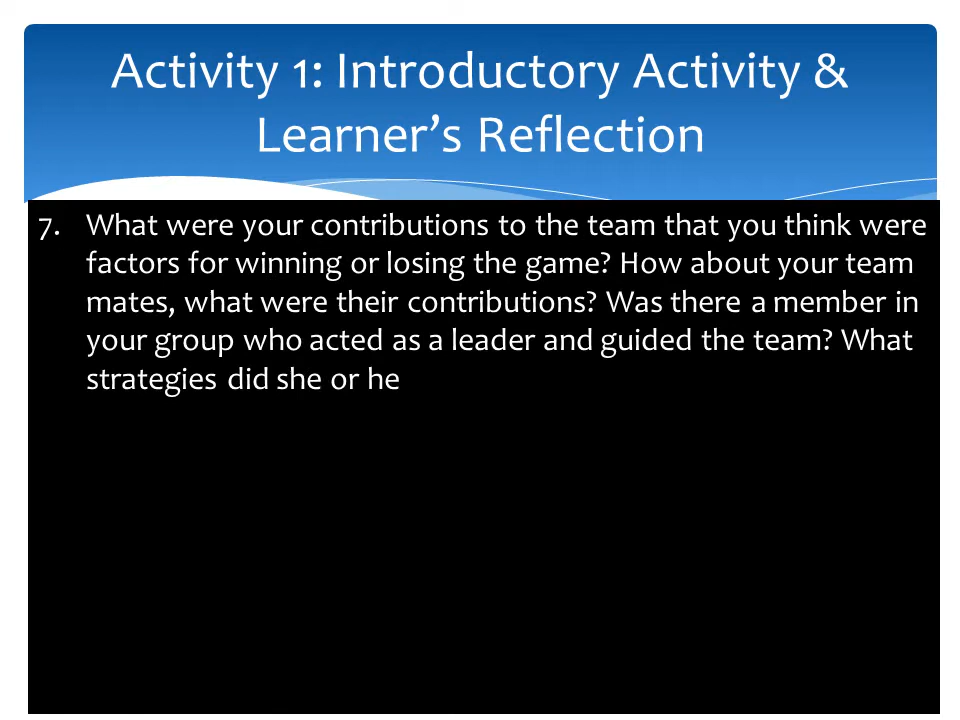 Activity 1: Introductory Activity &
Learner’s Reflection
7. What were your contributions to the team that you think were
factors for winning or losing the game? How about your team
mates, what were their contributions? Was there a member in
your group who acted as a leader and guided the team? What
strategies did she or he